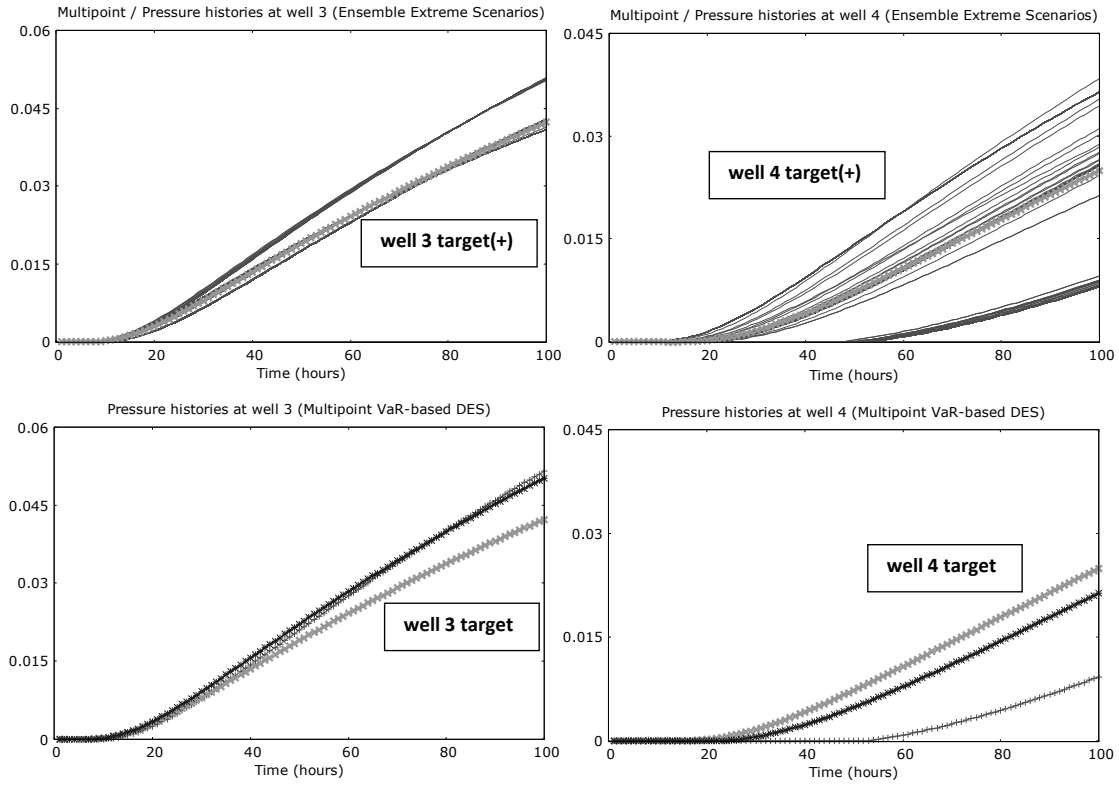 Multipoint / Pressure histories at well 3 (Ensemble Extreme Scenarios)
0.06
0.045
0.03
0.015
0
well 3 target(+)
0 20 40 60 80 100
Time (hours)
Multipoint / Pressure histories at well 4 (Ensemble Extreme Scenarios)
0.045
0.03
0.015
0
well 4 target(+)
0 20 40 60 80 100
Time (hours)
Pressure histories at well 3 (Multipoint VaR-based DES)
0.06
0.045
0.03
0.015
0
well 3 target
0 20 40 60 80 100
Time (hours)
Pressure histories at well 4 (Multipoint VaR-based DES)
0.045
0.03
0.015
0
well 4 target
0 20 40 60 80 100
Time (hours)